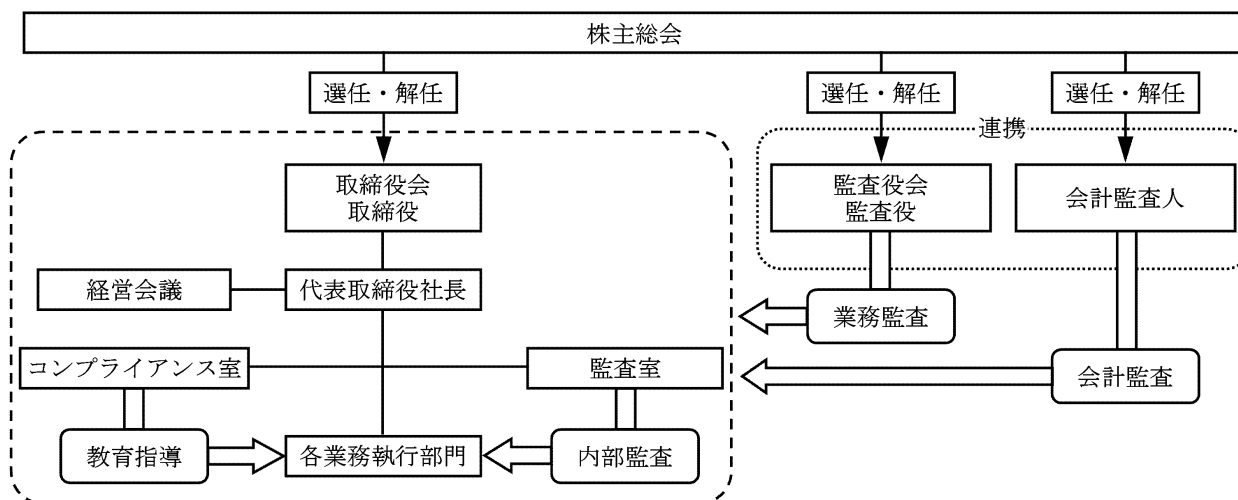 株主総会
選任・解任
選任・解任
選任・解任
連携
取締役会
取締役
監査役会
監査役
会計監査人
経営会議
代表取締役社長
業務監査
コンプライアンス室
監査室
会計監査
教育指導
各業務執行部門
内部監査